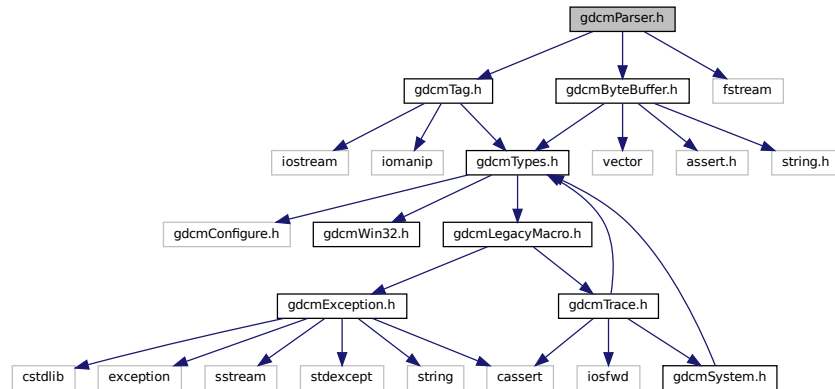 gdcmParser.h
gdcmTag.h
gdcmByteBuffer.h
fstream
iostream
iomanip
gdcmTypes.h
vector
assert.h
string.h
gdcmConfigure.h
gdcmWin32.h
gdcmLegacyMacro.h
gdcmException.h
gdcmTrace.h
cstdlib
exception
sstream
stdexcept
string
cassert
iosfwd
gdcmSystem.h